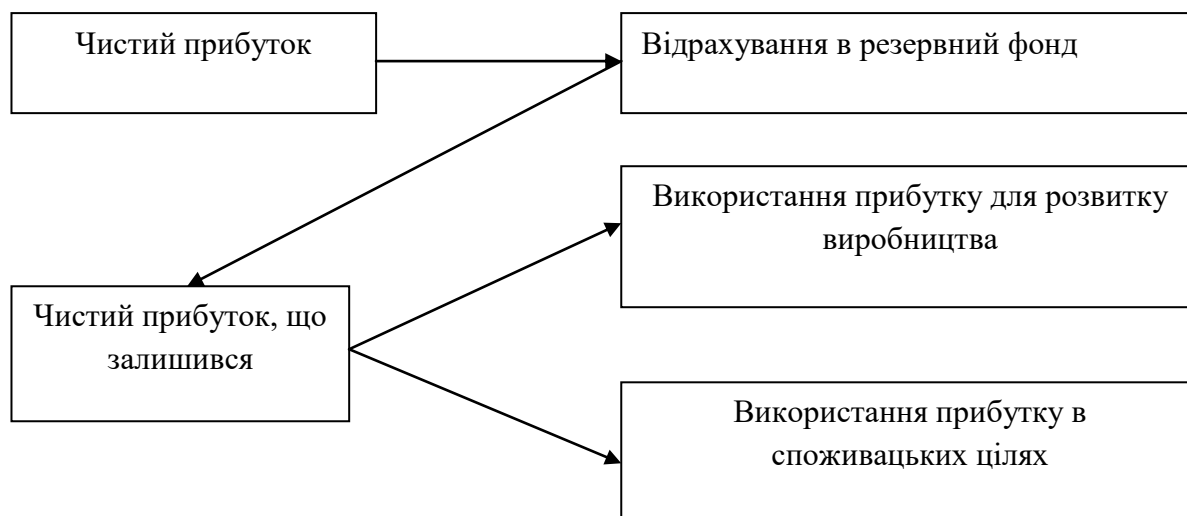 Чистий прибуток
Відрахування в резервний фонд
Використання прибутку для розвитку
виробництва
Чистий прибуток, що
залишився
Використання прибутку в
споживацьких цілях